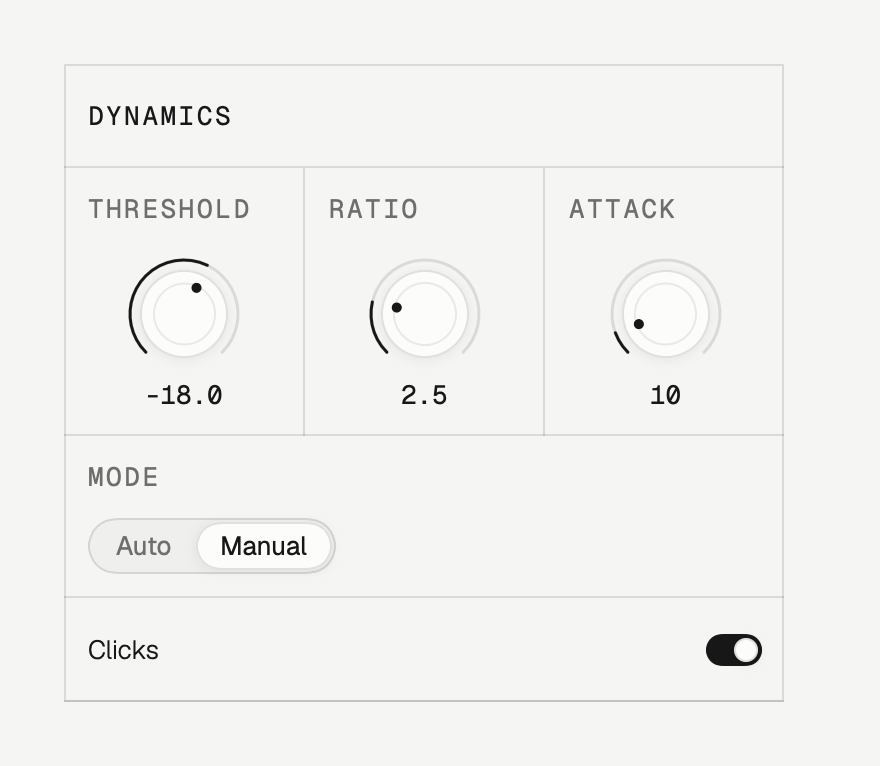 DYNAMICS
THRESHOLD RATIO ATTACK
-18.0 2.5 10
MODE
Auto Manual
Clicks